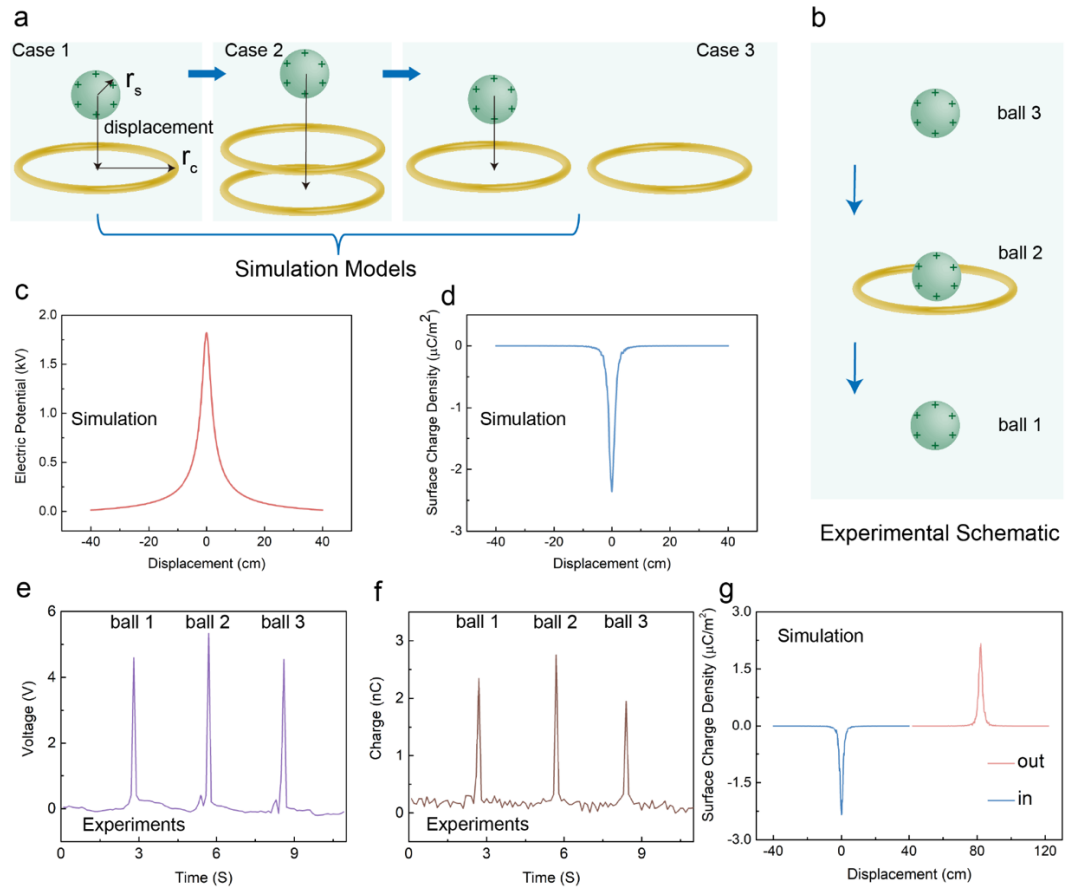 a
b
Case 1
Case 2
Case 3
rs
displacement
rc
+ + + + + +
ball 3
ball 2
ball 1
Simulation Models
Experimental Schematic
c
2.0
1.5
1.0
0.5
0.0
Electric Potential (kV)
Simulation
-40 -20 0 20 40
Displacement (cm)
d
0
-1
-2
-3
Surface Charge Density (μC/m²)
Simulation
-40 -20 0 20 40
Displacement (cm)
e
ball 1 ball 2 ball 3
6
4
2
0
Voltage (V)
Experiments
0 3 6 9
Time (S)
f
ball 1 ball 2 ball 3
3
2
1
0
Charge (nC)
Experiments
0 3 6 9
Time (S)
g
3.0
1.5
0.0
-1.5
-3.0
Surface Charge Density (μC/m²)
Simulation
out
in
-40 0 40 80 120
Displacement (cm)